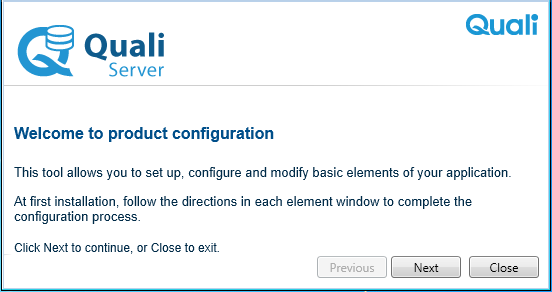 Quali
Server
Quali
Welcome to product configuration
This tool allows you to set up, configure and modify basic elements of your application.
At first installation, follow the directions in each element window to complete the
configuration process.
Click Next to continue, or Close to exit.
Previous Next Close